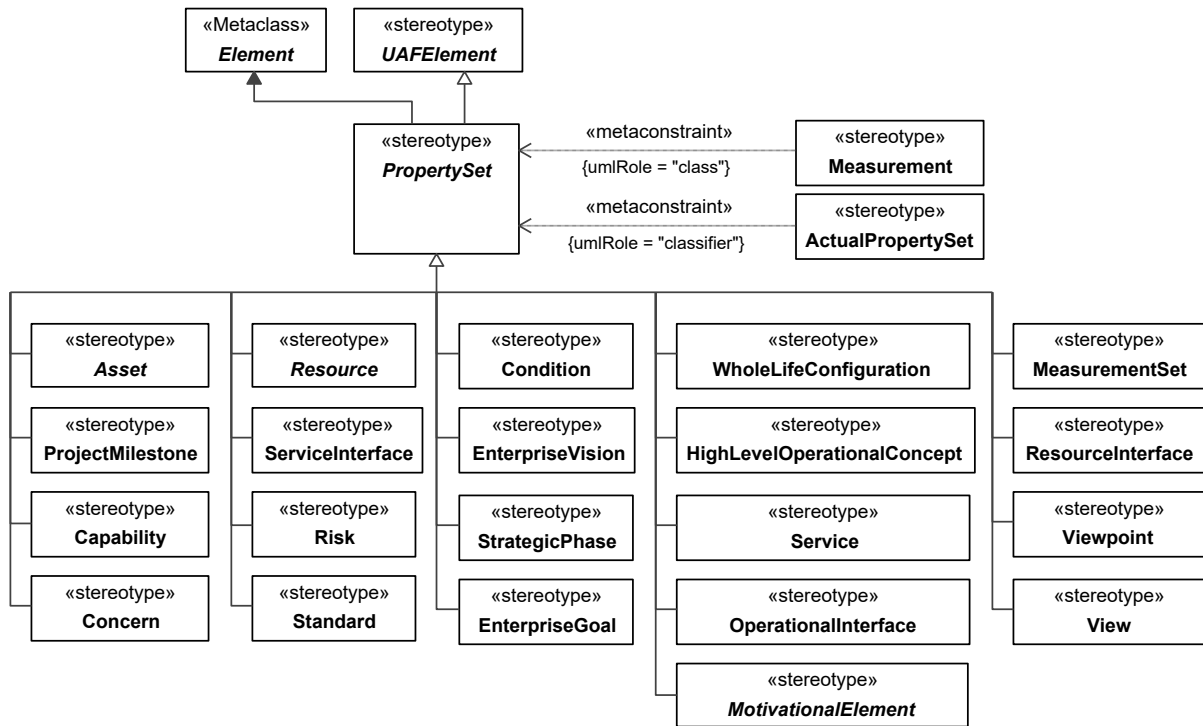 «Metaclass»
Element
«stereotype»
UAFElement
«stereotype»
PropertySet
«metaconstraint»
{umlRole = "class"}
«stereotype»
Measurement
«metaconstraint»
{umlRole = "classifier"}
«stereotype»
ActualPropertySet
«stereotype»
Asset
«stereotype»
Resource
«stereotype»
Condition
«stereotype»
WholeLifeConfiguration
«stereotype»
MeasurementSet
«stereotype»
ProjectMilestone
«stereotype»
ServiceInterface
«stereotype»
EnterpriseVision
«stereotype»
HighLevelOperationalConcept
«stereotype»
ResourceInterface
«stereotype»
Capability
«stereotype»
Risk
«stereotype»
StrategicPhase
«stereotype»
Service
«stereotype»
Viewpoint
«stereotype»
Concern
«stereotype»
Standard
«stereotype»
EnterpriseGoal
«stereotype»
OperationalInterface
«stereotype»
View
«stereotype»
MotivationalElement